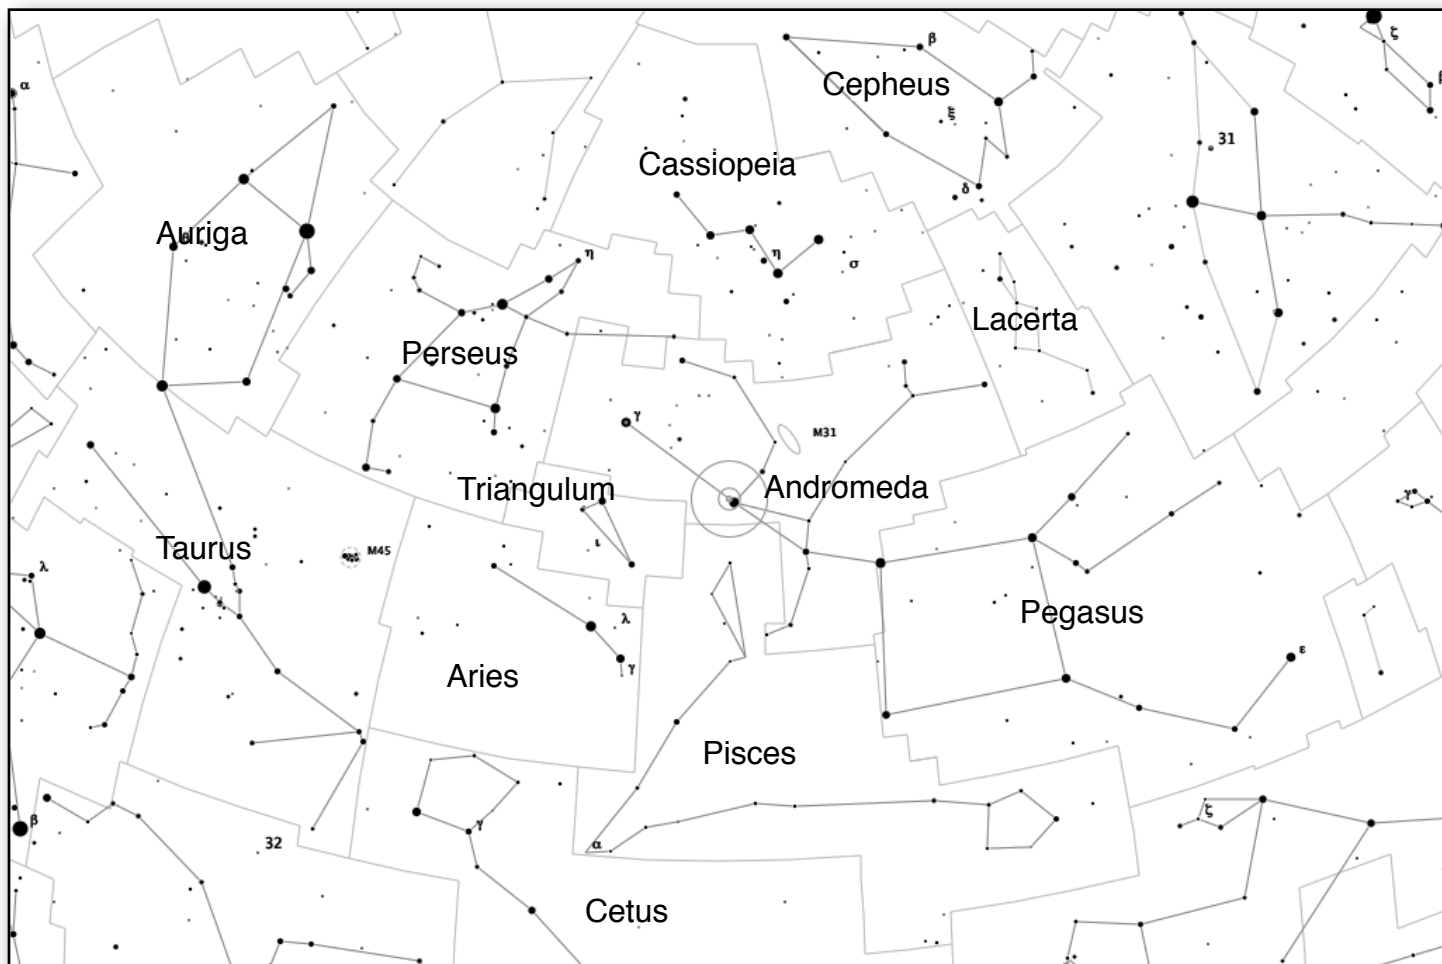 β
ζ
Cepheus
α
β
ξ
31
Cassiopeia
δ
Auriga
β
η
η
σ
Lacerta
Perseus
γ
M31
Triangulum
Andromeda
γ
ι
Taurus
M45
λ
Pegasus
λ
ε
γ
Aries
Pisces
ζ
β
γ
32
α
Cetus